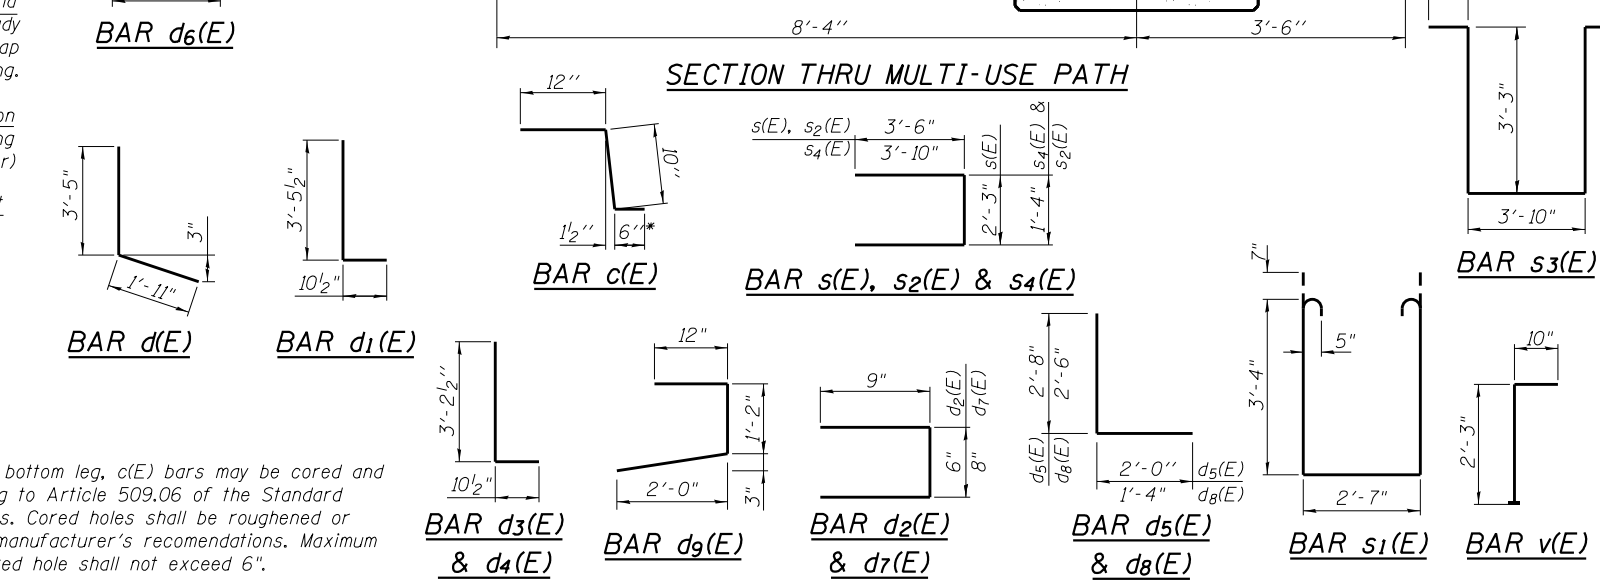 BAR d6(E)
ap
ng.
on
ng
r)
8'-4''
3'-6''
SECTION THRU MULTI-USE PATH
3'-5"
3"
1'-11"
BAR d(E)
3'-5½"
10½"
BAR d1(E)
12''
10''
1½''
6''*
BAR c(E)
s(E), s2(E)
s4(E)
3'-6"
3'-10"
s(E)
s4(E) &
s2(E)
2'-3"
1'-4"
BAR s(E), s2(E) & s4(E)
3'-3"
3'-10"
BAR s3(E)
3'-2½''
10½"
BAR d3(E)
& d4(E)
12"
1'-2"
3"
2'-0"
BAR d9(E)
9"
d2(E)
d7(E)
6"
8"
BAR d2(E)
& d7(E)
2'-8"
2'-6"
d5(E)
d8(E)
2'-0''
1'-4"
d5(E)
d8(E)
BAR d5(E)
& d8(E)
7"
5"
3'-4"
2'-7"
BAR s1(E)
10"
2'-3"
BAR v(E)
bottom leg, c(E) bars may be cored and
g to Article 509.06 of the Standard
s. Cored holes shall be roughened or
manufacturer's recomendations. Maximum
ed hole shall not exceed 6".